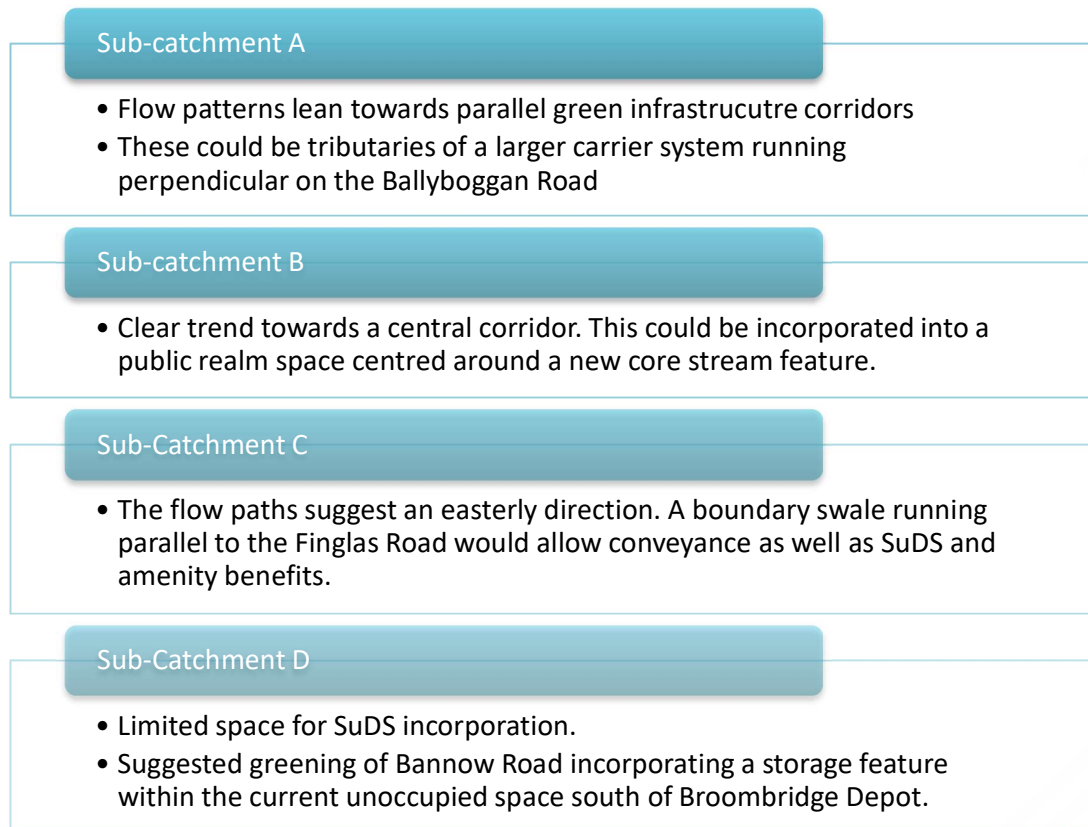 Sub-catchment A
• Flow patterns lean towards parallel green infrastrucutre corridors
• These could be tributaries of a larger carrier system running
perpendicular on the Ballyboggan Road
Sub-catchment B
• Clear trend towards a central corridor. This could be incorporated into a
public realm space centred around a new core stream feature.
Sub-Catchment C
• The flow paths suggest an easterly direction. A boundary swale running
parallel to the Finglas Road would allow conveyance as well as SuDS and
amenity benefits.
Sub-Catchment D
• Limited space for SuDS incorporation.
• Suggested greening of Bannow Road incorporating a storage feature
within the current unoccupied space south of Broombridge Depot.